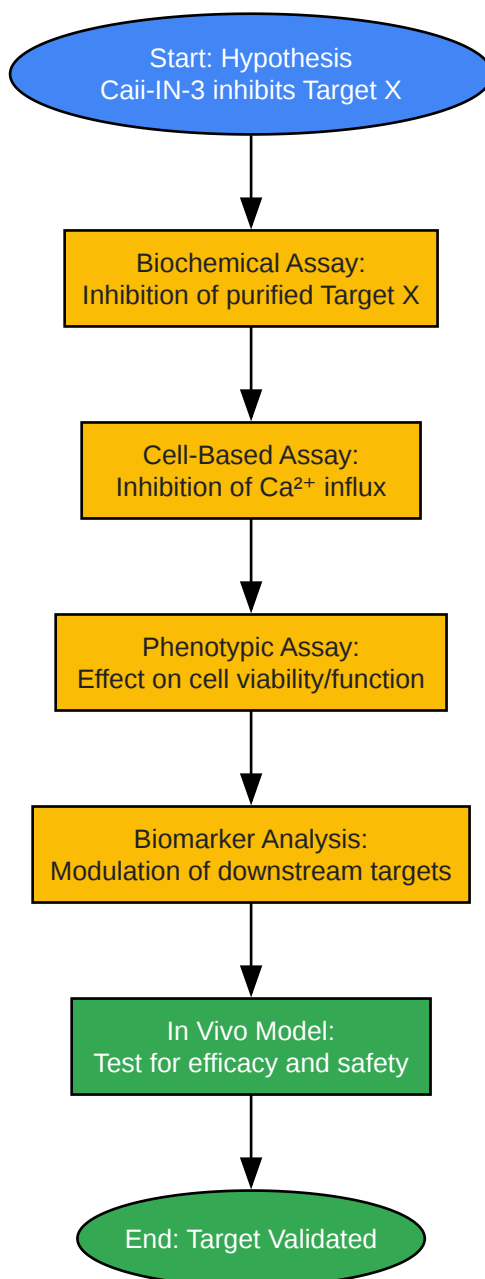 Start: Hypothesis
Caii-IN-3 inhibits Target X
Biochemical Assay:
Inhibition of purified Target X
Cell-Based Assay:
Inhibition of Ca²⁺ influx
Phenotypic Assay:
Effect on cell viability/function
Biomarker Analysis:
Modulation of downstream targets
In Vivo Model:
Test for efficacy and safety
End: Target Validated